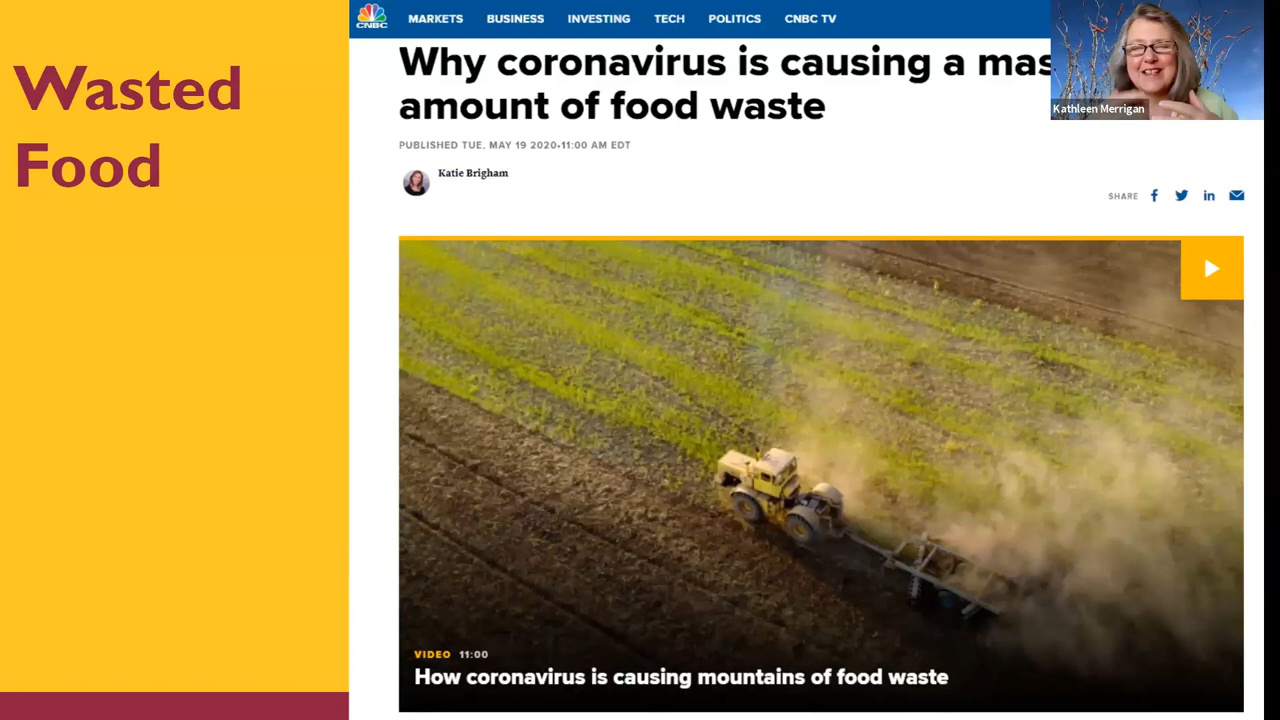 Wasted
Food
CNBC
MARKETS BUSINESS INVESTING TECH POLITICS CNBC TV
Why coronavirus is causing a mas
amount of food waste
Kathleen Merrigan
PUBLISHED TUE, MAY 19 2020•11:00 AM EDT
Katie Brigham
SHARE
VIDEO 11:00
How coronavirus is causing mountains of food waste